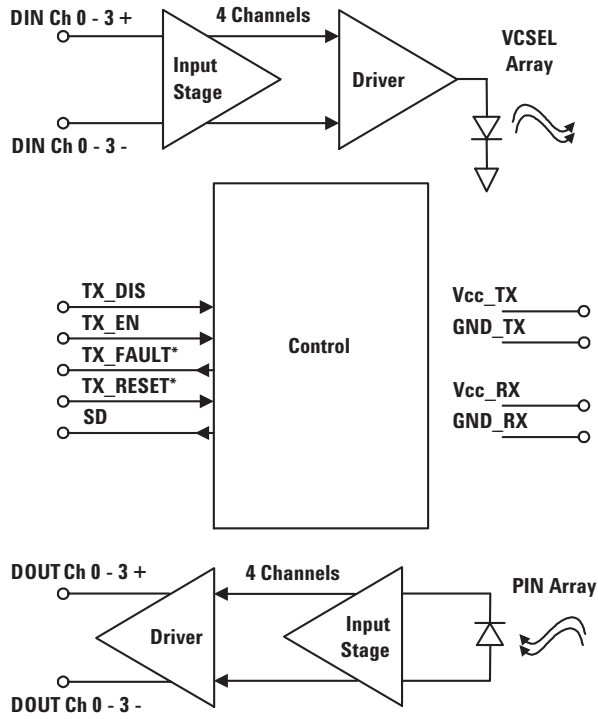 DIN Ch 0 - 3 +
4 Channels
VCSEL
Array
Input
Stage
Driver
DIN Ch 0 - 3 -
TX_DIS
TX_EN
TX_FAULT*
TX_RESET*
SD
Control
Vcc_TX
GND_TX
Vcc_RX
GND_RX
DOUT Ch 0 - 3 +
4 Channels
PIN Array
Driver
Input
Stage
DOUT Ch 0 - 3 -